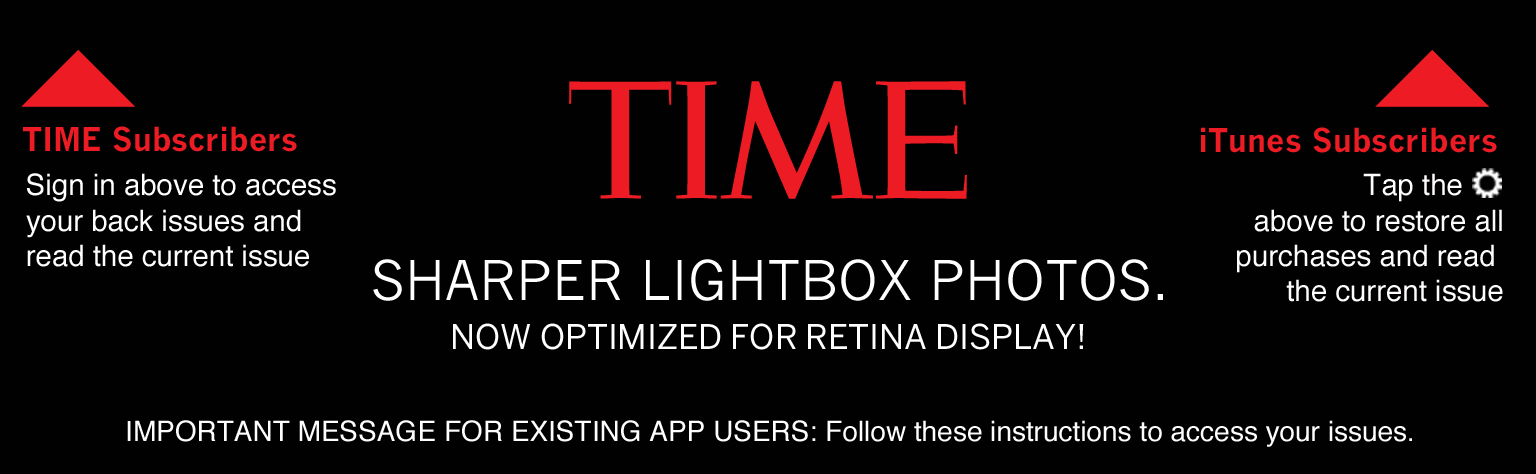 TIME
TIME Subscribers
Sign in above to access
your back issues and
read the current issue
iTunes Subscribers
Tap the
above to restore all
purchases and read
the current issue
SHARPER LIGHTBOX PHOTOS.
NOW OPTIMIZED FOR RETINA DISPLAY!
IMPORTANT MESSAGE FOR EXISTING APP USERS: Follow these instructions to access your issues.